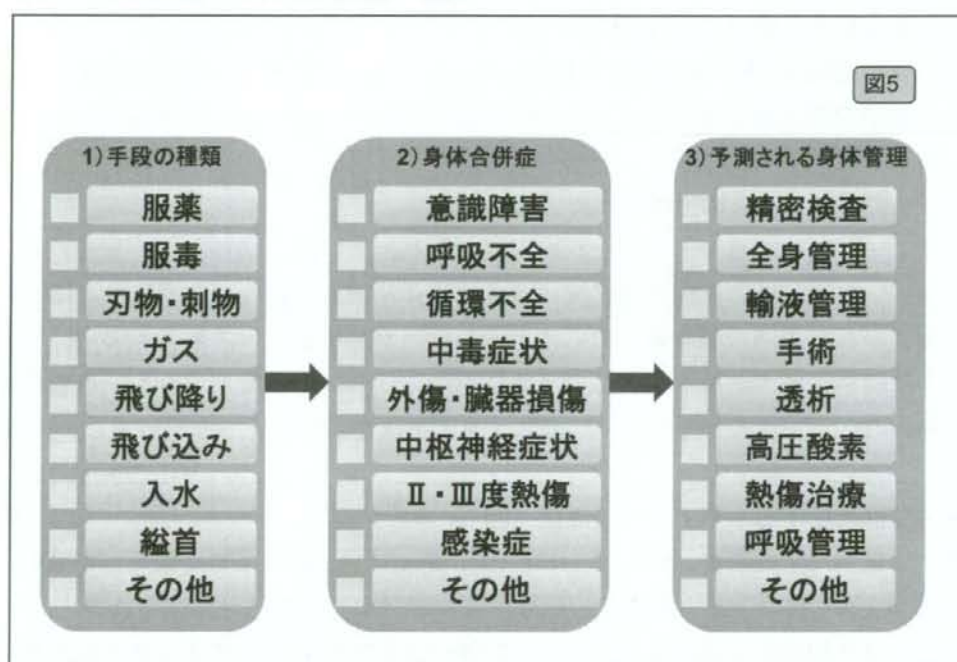 図5
1)手段の種類
服薬
服毒
刃物・刺物
ガス
飛び降り
飛び込み
入水
縊首
その他
2)身体合併症
意識障害
呼吸不全
循環不全
中毒症状
外傷・臓器損傷
中枢神経症状
Ⅱ・Ⅲ度熱傷
感染症
その他
3)予測される身体管理
精密検査
全身管理
輸液管理
手術
透析
高圧酸素
熱傷治療
呼吸管理
その他